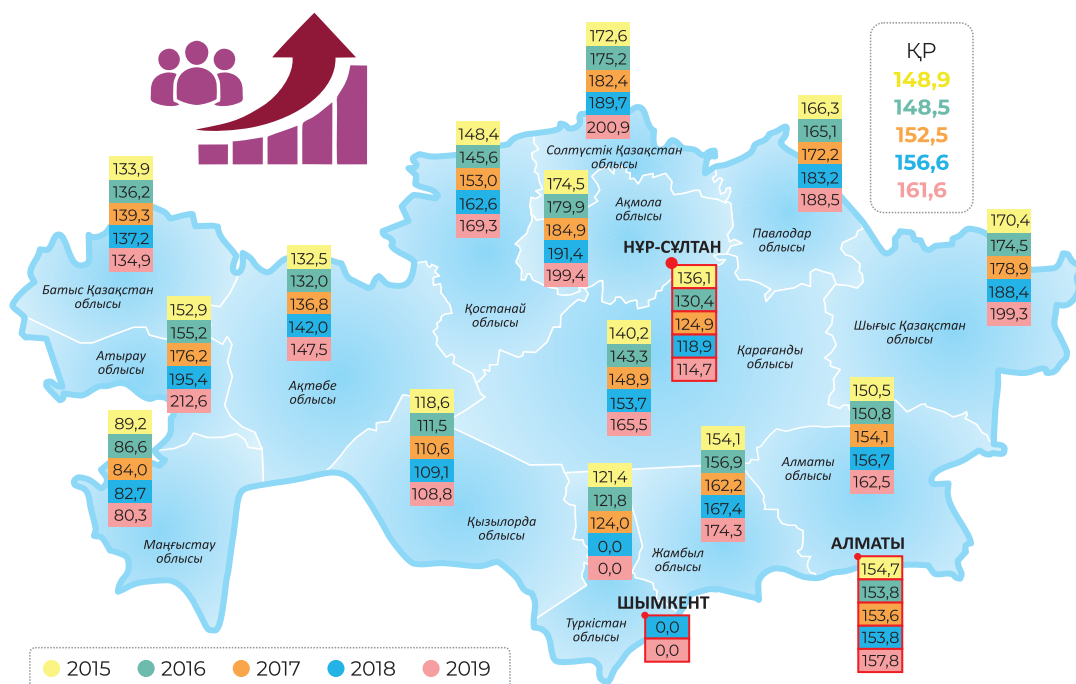 ҚР
148,9
148,5
152,5
156,6
161,6
172,6
175,2
182,4
189,7
200,9
Солтүстік Қазақстан
облысы
166,3
165,1
172,2
183,2
188,5
Павлодар
облысы
148,4
145,6
153,0
162,6
169,3
Қостанай
облысы
174,5
179,9
184,9
191,4
199,4
Ақмола
облысы
133,9
136,2
139,3
137,2
134,9
Батыс Қазақстан
облысы
170,4
174,5
178,9
188,4
199,3
Шығыс Қазақстан
облысы
НҰР-СҰЛТАН
136,1
130,4
124,9
118,9
114,7
132,5
132,0
136,8
142,0
147,5
Ақтөбе
облысы
152,9
155,2
176,2
195,4
212,6
Атырау
облысы
140,2
143,3
148,9
153,7
165,5
Қарағанды
облысы
89,2
86,6
84,0
82,7
80,3
Маңғыстау
облысы
118,6
111,5
110,6
109,1
108,8
Қызылорда
облысы
150,5
150,8
154,1
156,7
162,5
Алматы
облысы
154,1
156,9
162,2
167,4
174,3
Жамбыл
облысы
121,4
121,8
124,0
0,0
0,0
Түркістан
облысы
ШЫМКЕНТ
0,0
0,0
АЛМАТЫ
154,7
153,8
153,6
153,8
157,8
2015 2016 2017 2018 2019